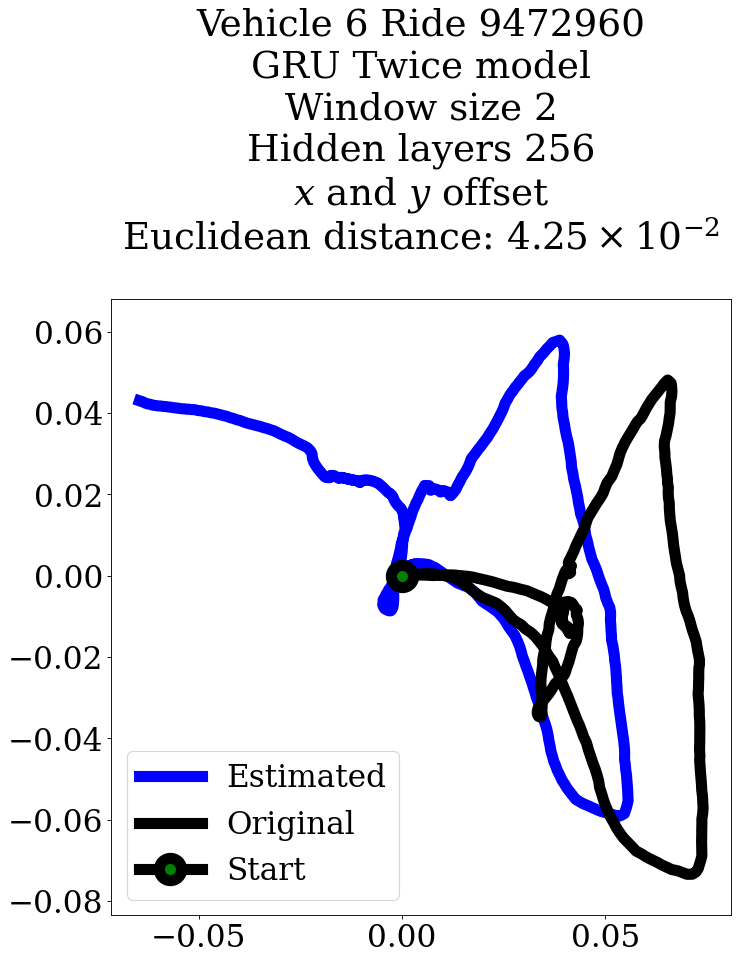 Vehicle 6 Ride 9472960
GRU Twice model
Window size 2
Hidden layers 256
x and y offset
Euclidean distance: 4.25 × 10⁻²
0.06
0.04
0.02
0.00
−0.02
−0.04
−0.06
−0.08
Estimated
Original
Start
−0.05 0.00 0.05